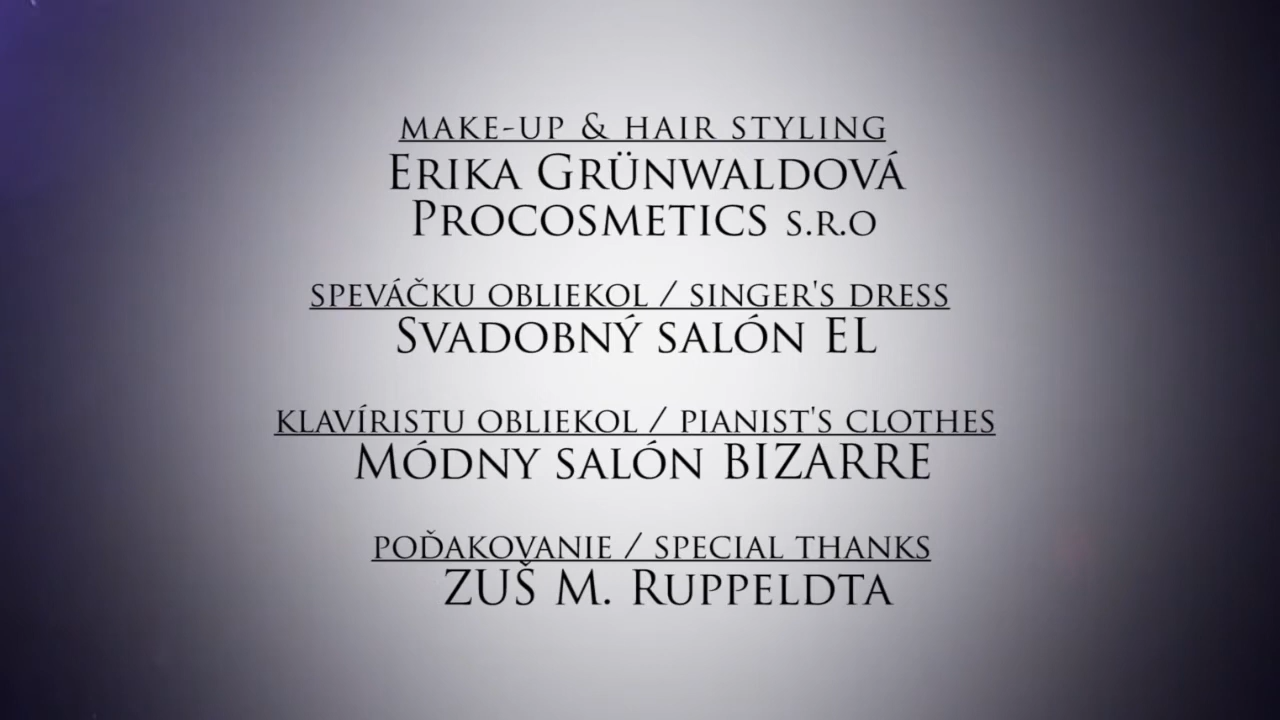 MAKE-UP & HAIR STYLING
ERIKA GRÜNWALDOVÁ
PROCOSMETICS S.R.O
SPEVÁČKU OBLIEKOL / SINGER'S DRESS
SVADOBNÝ SALÓN EL
KLAVÍRISTU OBLIEKOL / PIANIST'S CLOTHES
MÓDNY SALÓN BIZARRE
POĎAKOVANIE / SPECIAL THANKS
ZUŠ M. RUPPELDTA